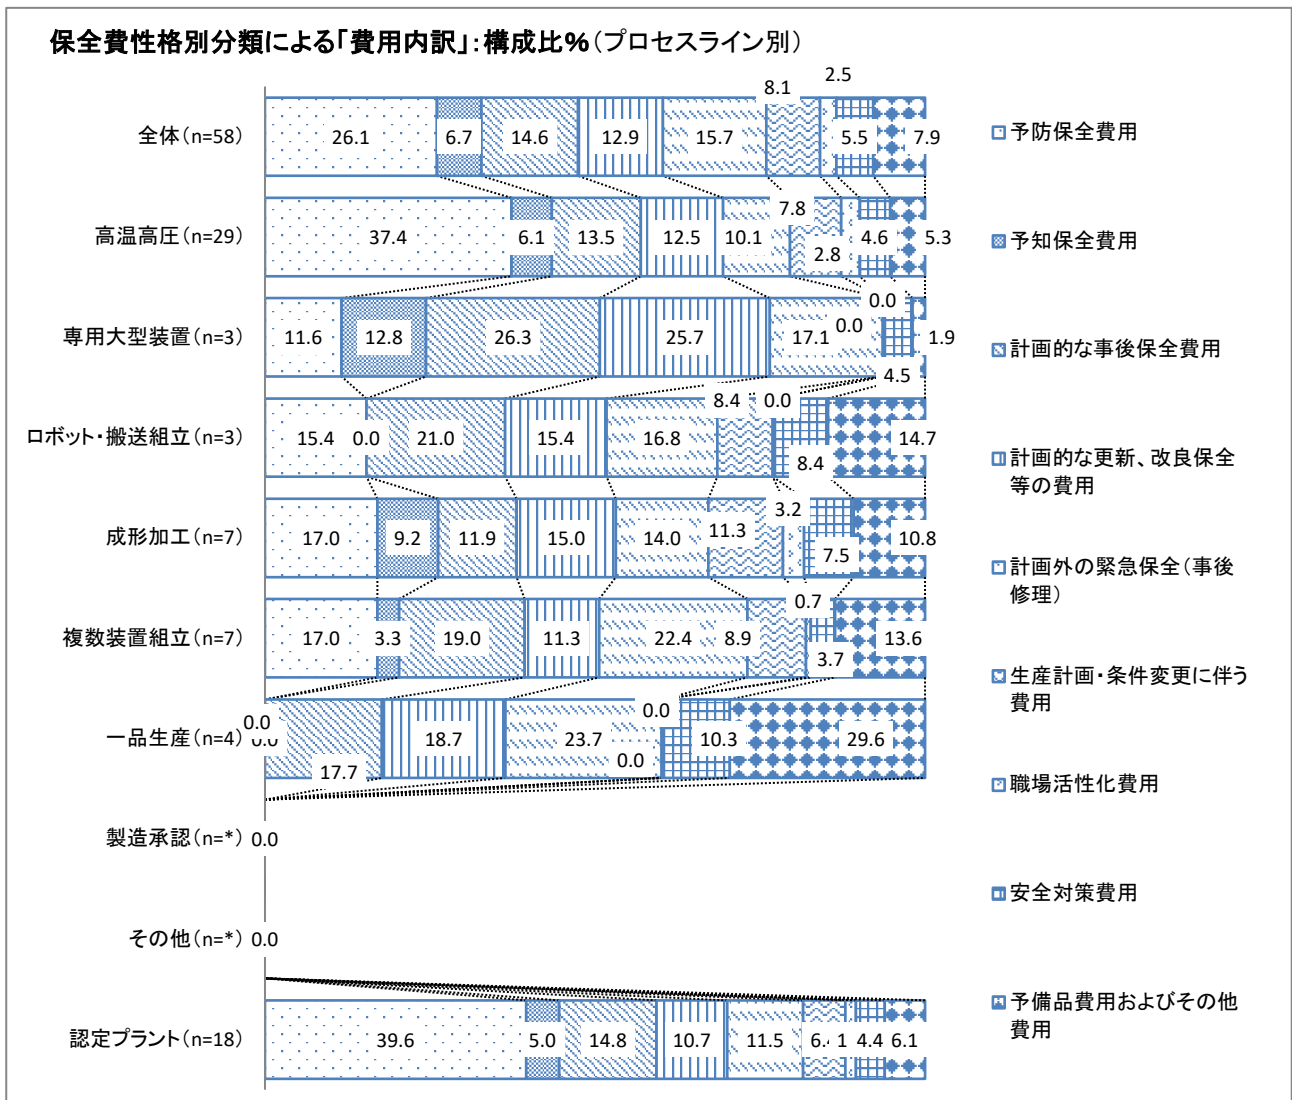 保全費性格別分類による「費用内訳」：構成比％（プロセスライン別）
全体（n=58） 26.1 6.7 14.6 12.9 15.7 8.1 2.5 5.5 7.9
高温高圧（n=29） 37.4 6.1 13.5 12.5 10.1 7.8 2.8 4.6 5.3
専用大型装置（n=3） 11.6 12.8 26.3 25.7 17.1 0.0 0.0 4.5 1.9
ロボット・搬送組立（n=3） 15.4 0.0 21.0 15.4 16.8 8.4 0.0 8.4 14.7
成形加工（n=7） 17.0 9.2 11.9 15.0 14.0 11.3 3.2 7.5 10.8
複数装置組立（n=7） 17.0 3.3 19.0 11.3 22.4 8.9 0.7 3.7 13.6
一品生産（n=4） 0.0 0.0 17.7 18.7 23.7 0.0 0.0 10.3 29.6
製造承認（n=*） 0.0
その他（n=*） 0.0
認定プラント（n=18） 39.6 5.0 14.8 10.7 11.5 4.4 6.1
予防保全費用
予知保全費用
計画的な事後保全費用
計画的な更新、改良保全
等の費用
計画外の緊急保全（事後
修理）
生産計画・条件変更に伴う
費用
職場活性化費用
安全対策費用
予備品費用およびその他
費用